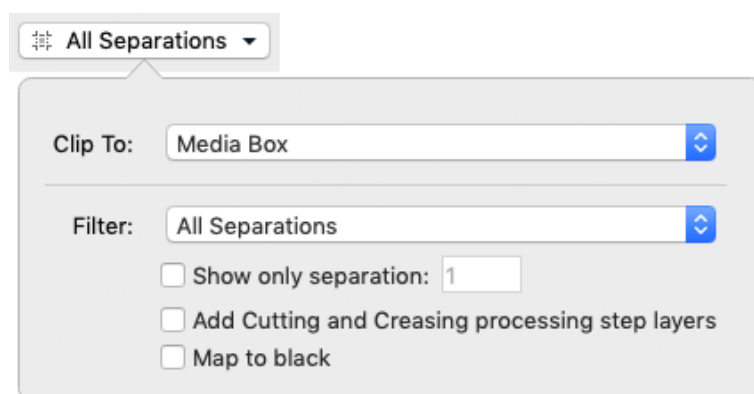 All Separations
Clip To: Media Box
Filter: All Separations
Show only separation: 1
Add Cutting and Creasing processing step layers
Map to black